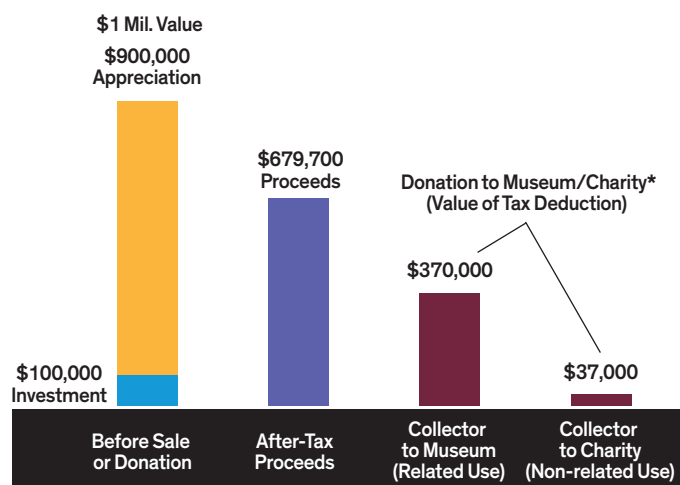 $1 Mil. Value
$900,000
Appreciation
$679,700
Proceeds
Donation to Museum/Charity*
(Value of Tax Deduction)
$370,000
$100,000
Investment
$37,000
Before Sale
or Donation
After-Tax
Proceeds
Collector
to Museum
(Related Use)
Collector
to Charity
(Non-related Use)